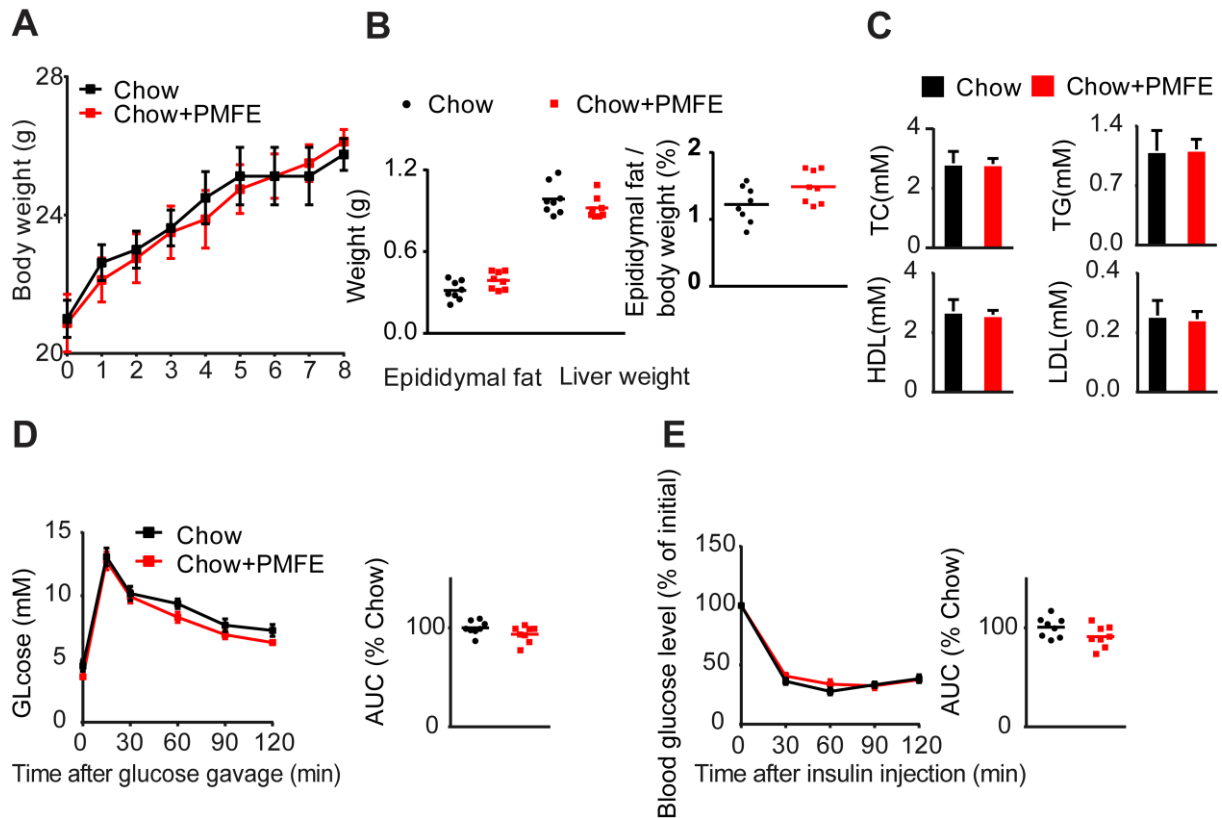 A
Chow
Chow+PMFE
Body weight (g)
28
24
20
0 1 2 3 4 5 6 7 8
B
Chow
Chow+PMFE
Weight (g)
1.2
0.6
0.0
Epididymal fat
Liver weight
Epididymal fat /
body weight (%)
2
1
0
C
Chow
Chow+PMFE
TC(mM)
4
2
0
TG(mM)
1.4
0.7
0.0
HDL(mM)
4
2
0
LDL(mM)
0.4
0.2
0.0
D
Chow
Chow+PMFE
GLcose (mM)
15
10
5
0
0 30 60 90 120
Time after glucose gavage (min)
AUC (% Chow)
100
0
E
Blood glucose level (% of initial)
150
100
50
0
0 30 60 90 120
Time after insulin injection (min)
AUC (% Chow)
100
0